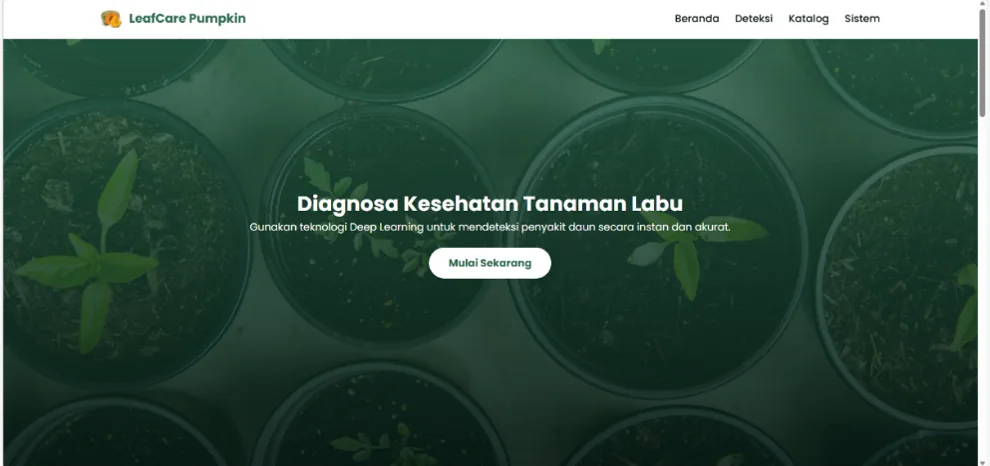 LeafCare Pumpkin
Beranda Deteksi Katalog Sistem
Diagnosa Kesehatan Tanaman Labu
Gunakan teknologi Deep Learning untuk mendeteksi penyakit daun secara instan dan akurat.
Mulai Sekarang